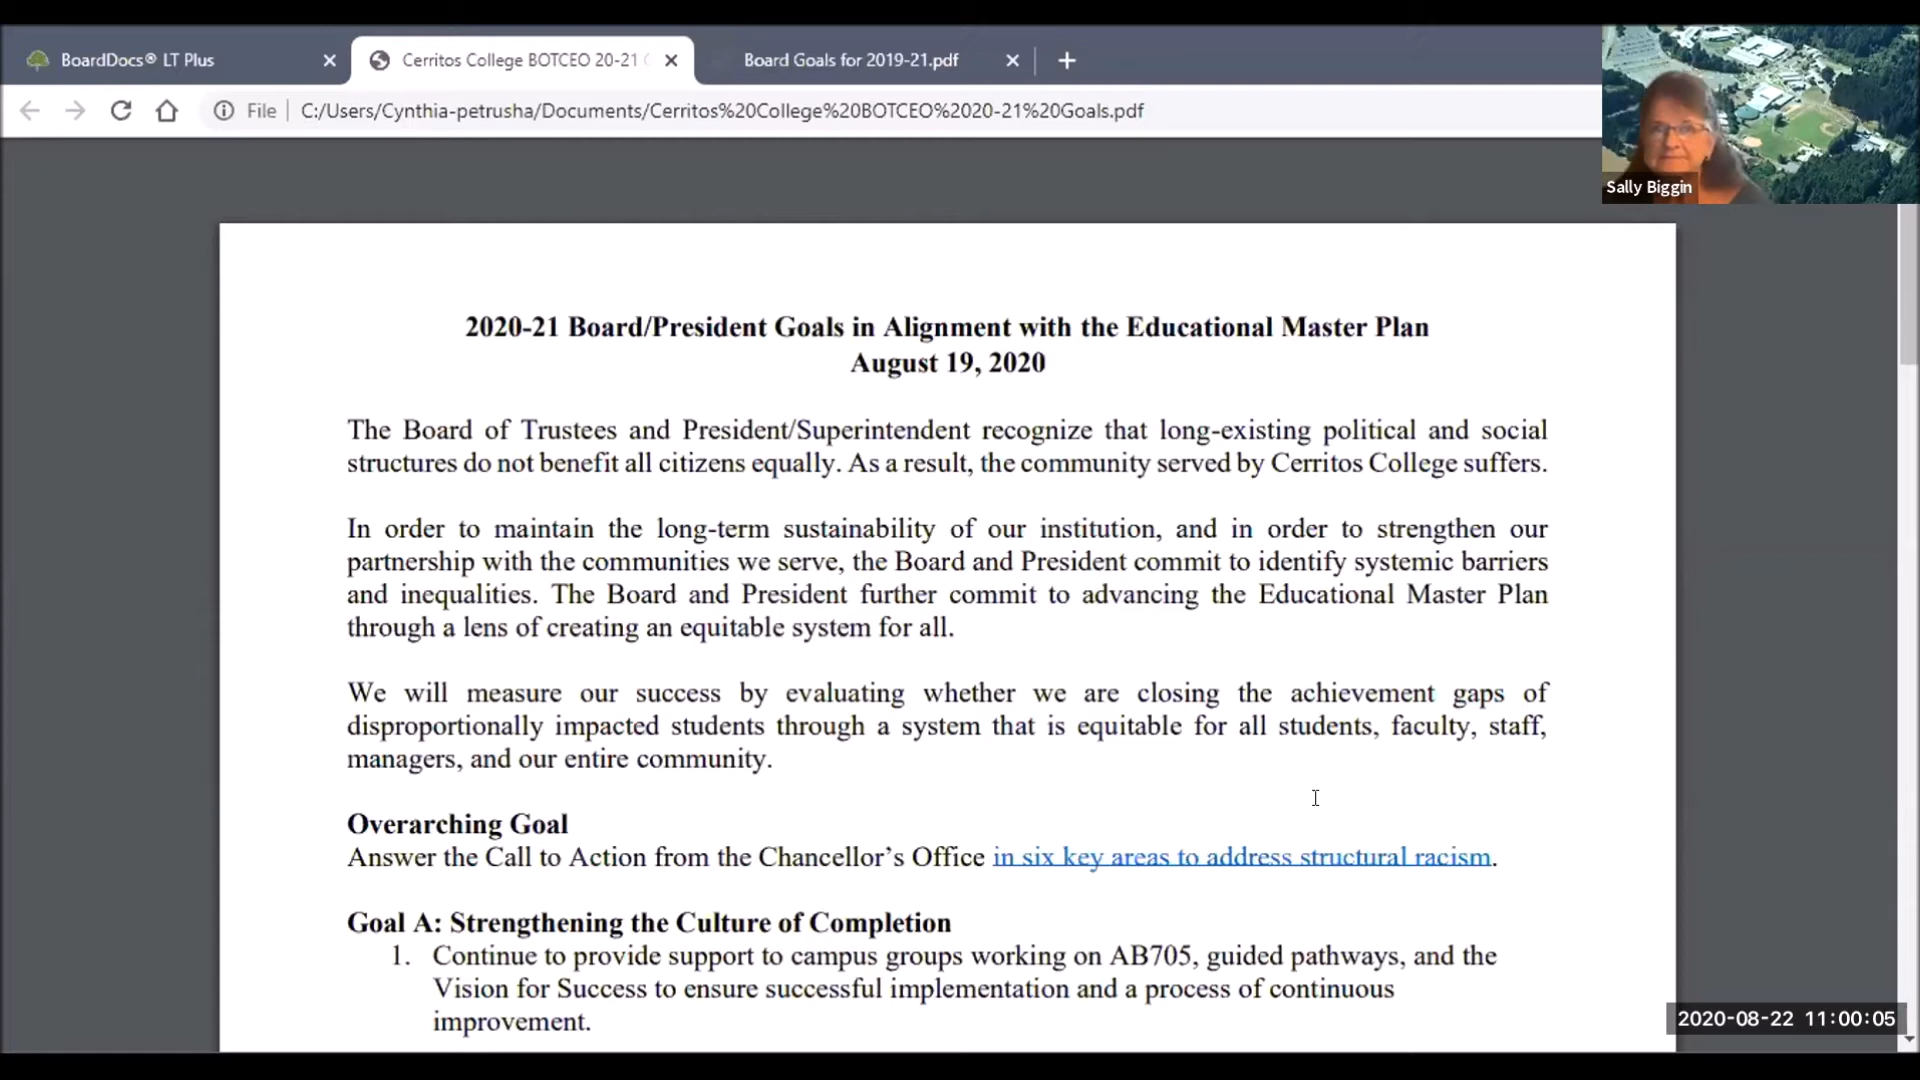 BoardDocs® LT Plus
Cerritos College BOTCEO 20-21
Board Goals for 2019-21.pdf
File
C:/Users/Cynthia-petrusha/Documents/Cerritos%20College%20BOTCEO%2020-21%20Goals.pdf
Sally Biggin
2020-21 Board/President Goals in Alignment with the Educational Master Plan
August 19, 2020
The Board of Trustees and President/Superintendent recognize that long-existing political and social
structures do not benefit all citizens equally. As a result, the community served by Cerritos College suffers.
In order to maintain the long-term sustainability of our institution, and in order to strengthen our
partnership with the communities we serve, the Board and President commit to identify systemic barriers
and inequalities. The Board and President further commit to advancing the Educational Master Plan
through a lens of creating an equitable system for all.
We will measure our success by evaluating whether we are closing the achievement gaps of
disproportionally impacted students through a system that is equitable for all students, faculty, staff,
managers, and our entire community.
Overarching Goal
Answer the Call to Action from the Chancellor’s Office in six key areas to address structural racism.
Goal A: Strengthening the Culture of Completion
1. Continue to provide support to campus groups working on AB705, guided pathways, and the
Vision for Success to ensure successful implementation and a process of continuous
improvement.
2020-08-22 11:00:05